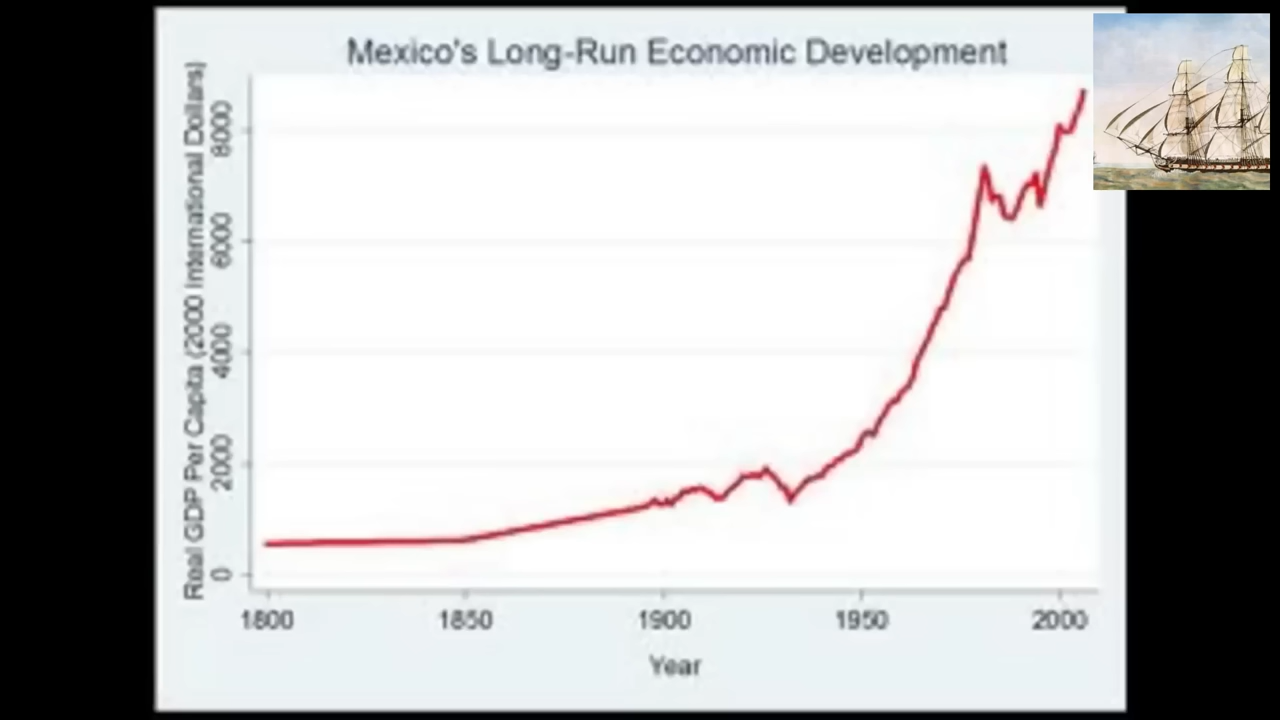 Mexico's Long-Run Economic Development
Real GDP Per Capita (2000 International Dollars)
8000
6000
4000
2000
0
1800 1850 1900 1950 2000
Year